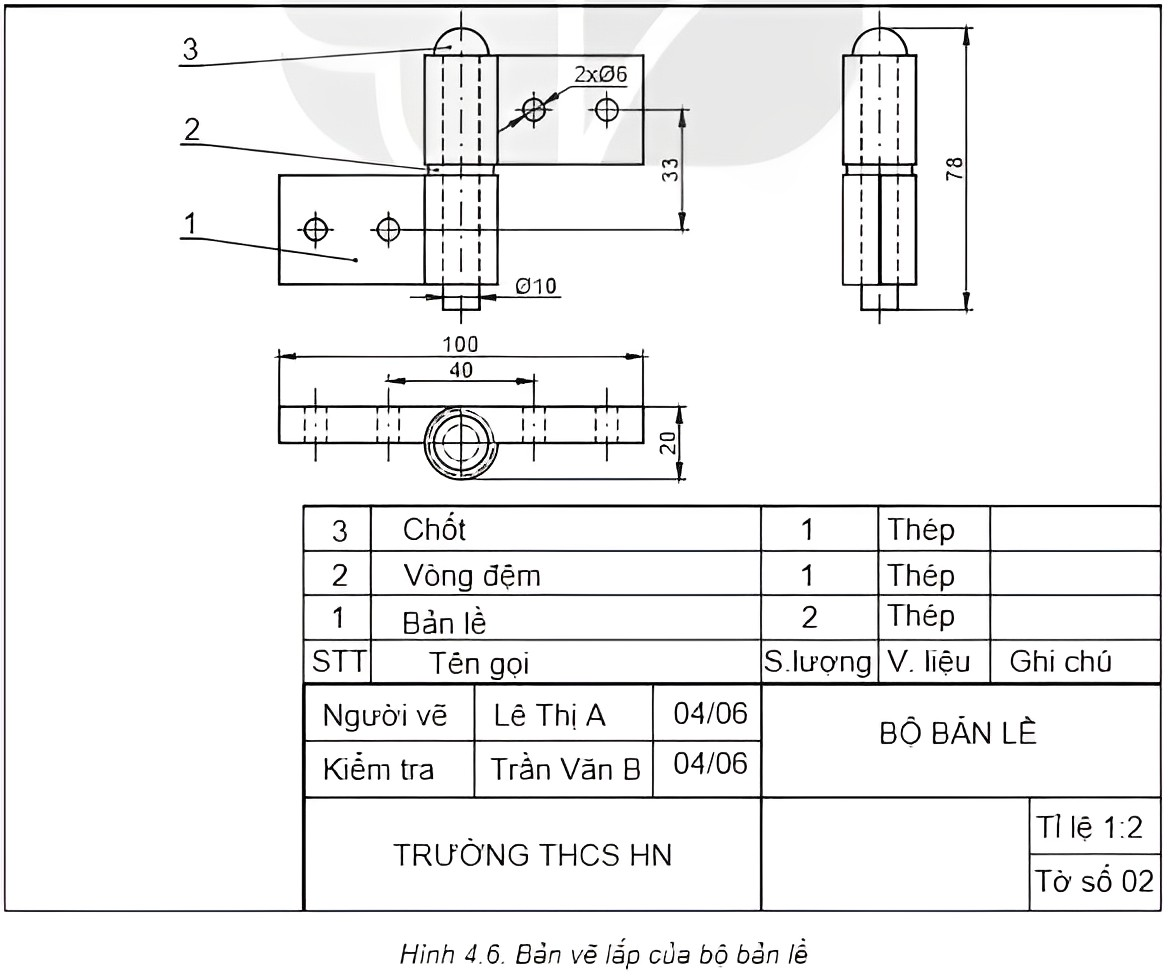 3
2xØ6
2
33
78
1
Ø10
100
40
20
3 Chốt 1 Thép
2 Vòng đệm 1 Thép
1 Bản lề 2 Thép
STT Tên gọi S.lượng V. liệu Ghi chú
Người vẽ Lê Thị A 04/06
BỘ BẢN LỀ
Kiểm tra Trần Văn B 04/06
TRƯỜNG THCS HN
Tỉ lệ 1:2
Tờ số 02
Hình 4.6. Bản vẽ lắp của bộ bản lề